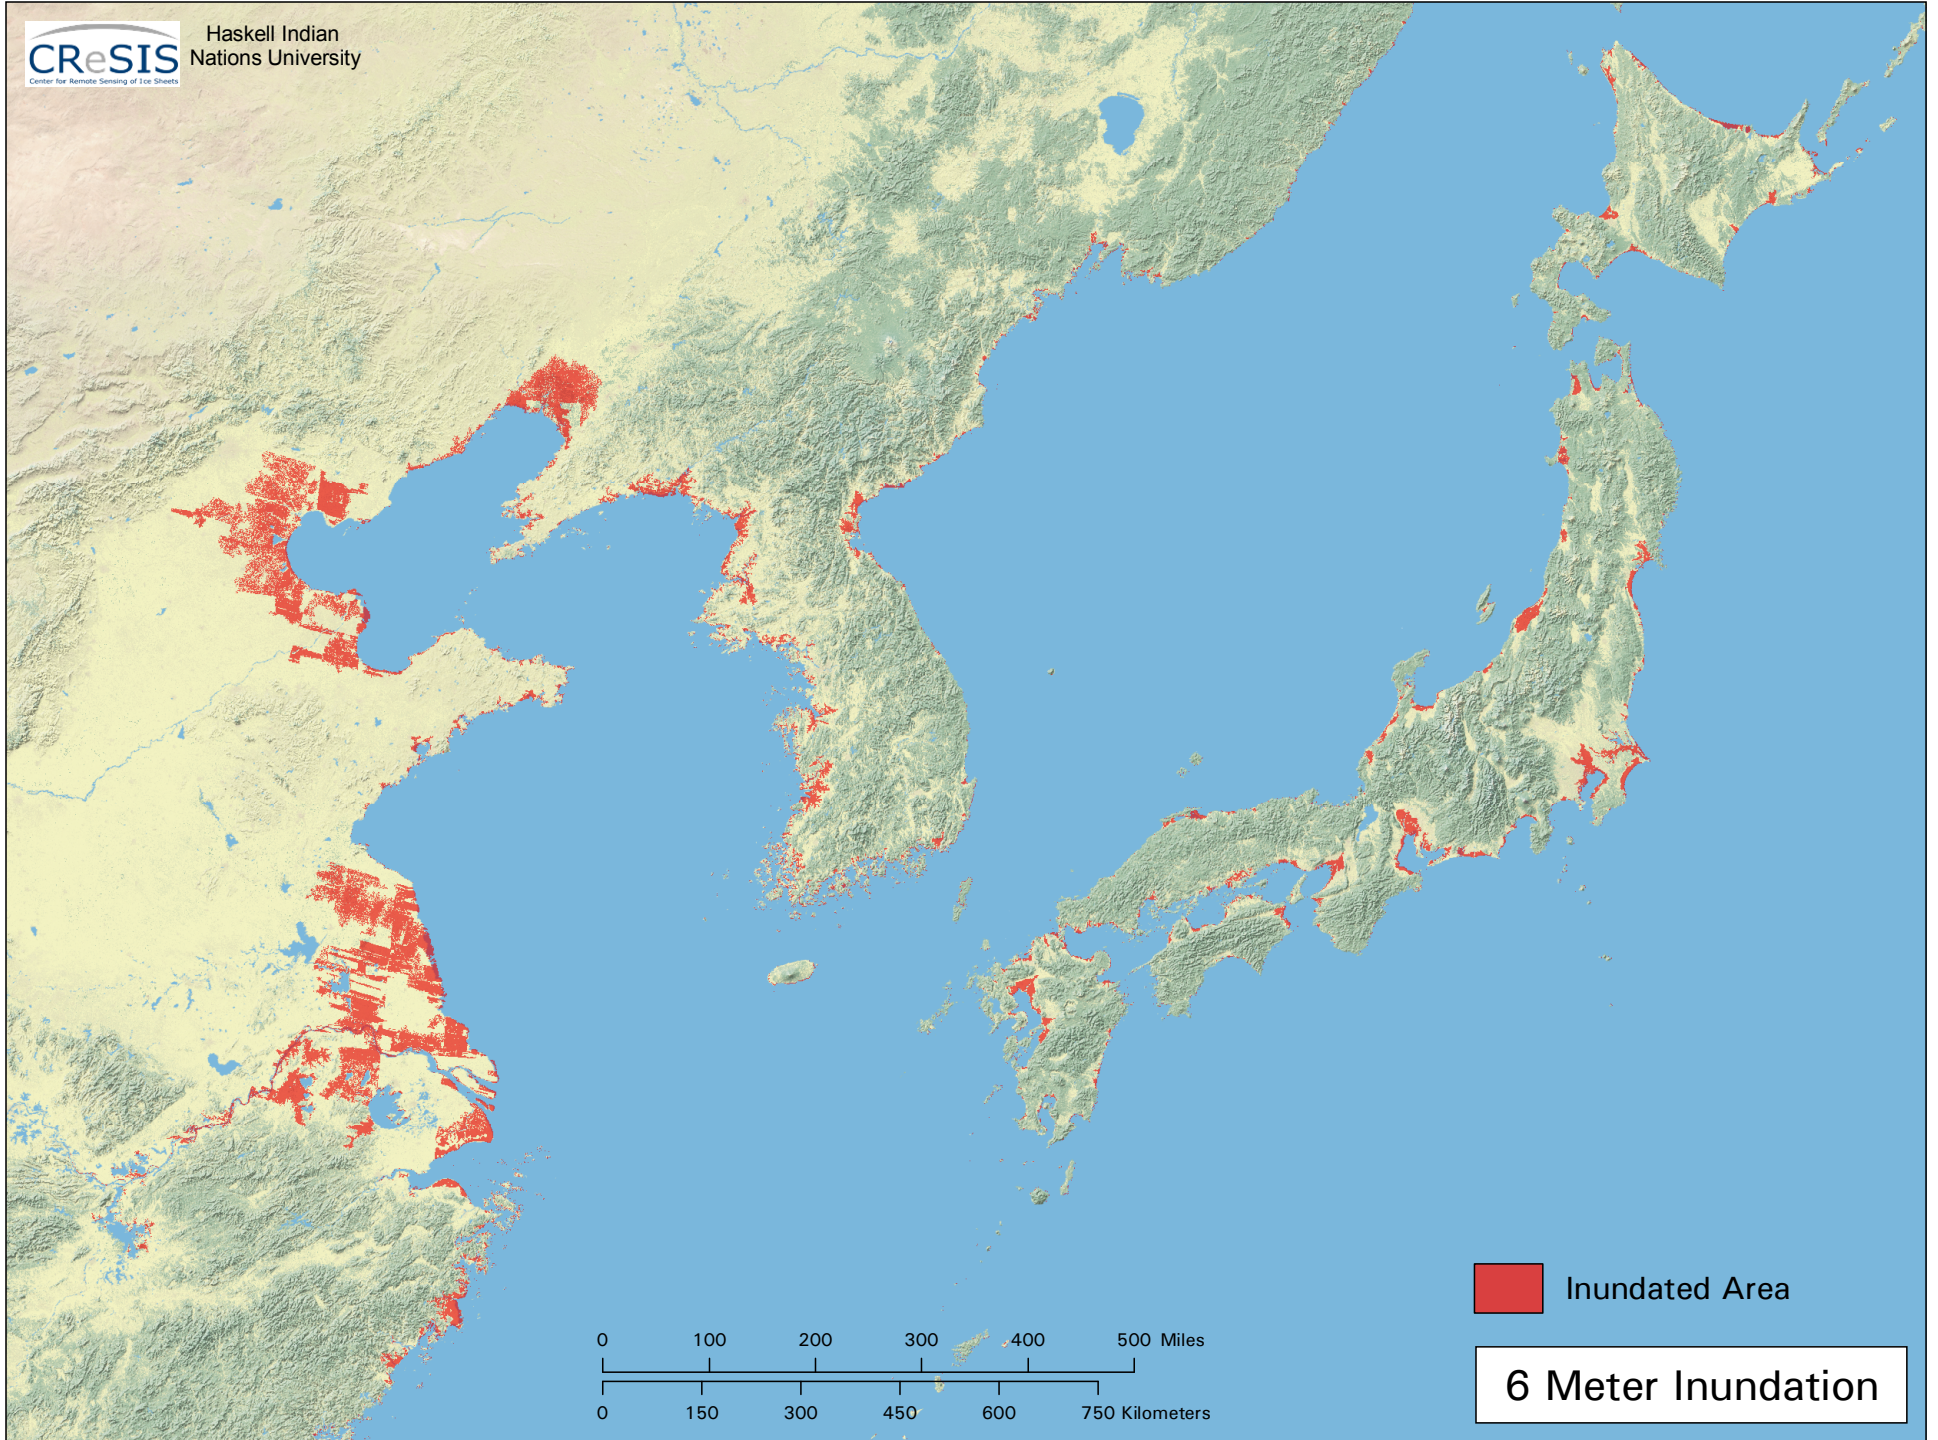 CReSIS
Center for Remote Sensing of Ice Sheets
Haskell Indian
Nations University
Inundated Area
6 Meter Inundation
0 100 200 300 400 500 Miles
0 150 300 450 600 750 Kilometers